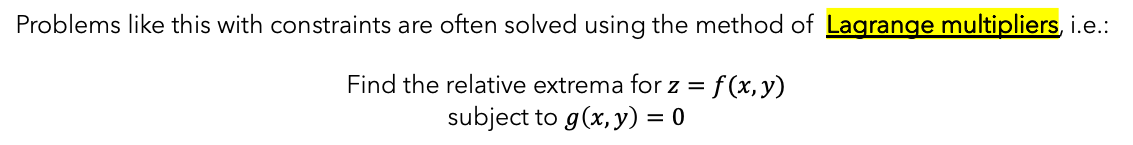 Problems like this with constraints are often solved using the method of Lagrange multipliers, i.e.:
Find the relative extrema for z = f(x, y)
subject to g(x, y) = 0